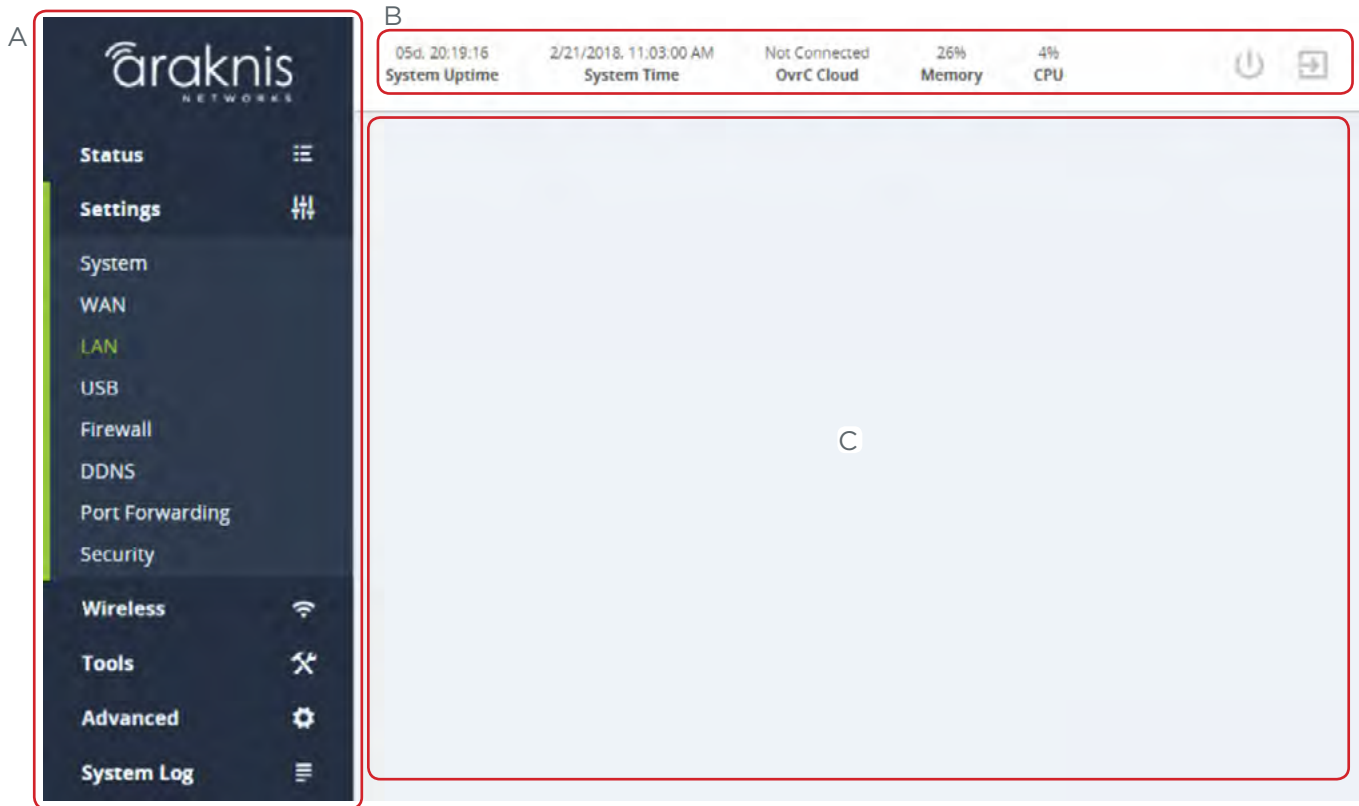 A
B
araknis
NETWORKS
05d. 20:19:16
System Uptime
2/21/2018, 11:03:00 AM
System Time
Not Connected
OvrC Cloud
26%
Memory
4%
CPU
Status
Settings
System
WAN
LAN
USB
Firewall
DDNS
Port Forwarding
Security
Wireless
Tools
Advanced
System Log
C